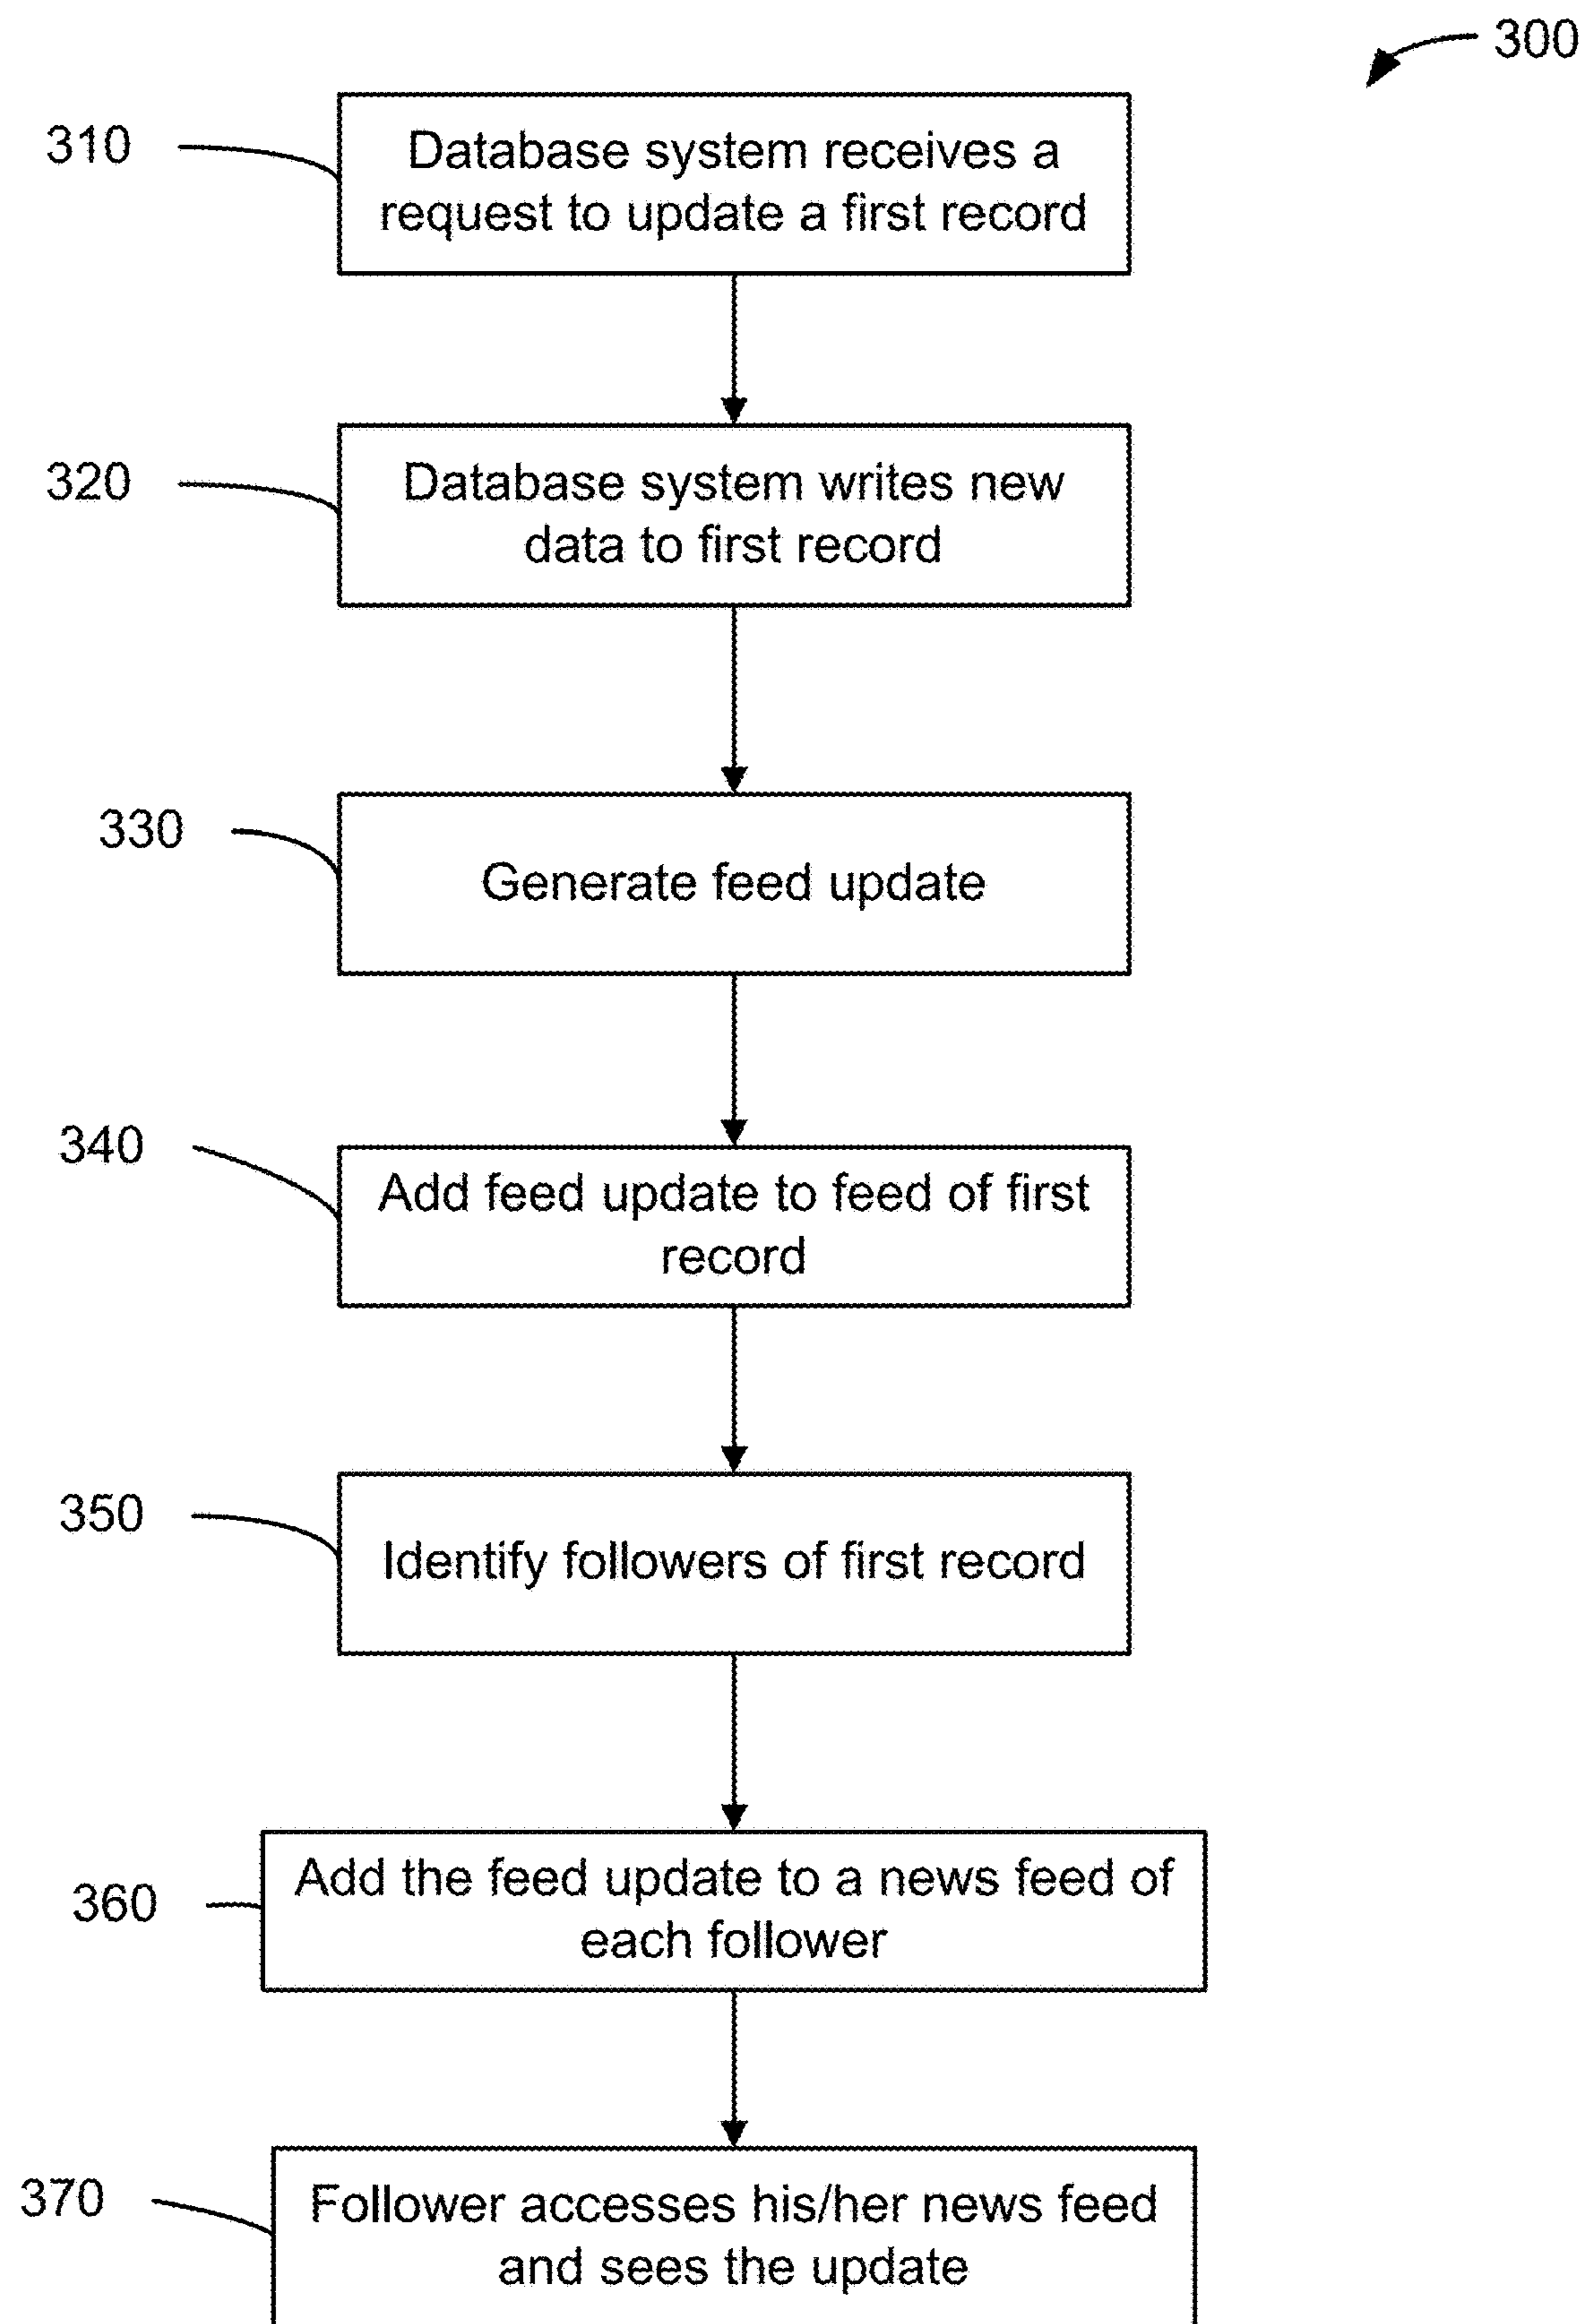 300
310
Database system receives a
request to update a first record
320
Database system writes new
data to first record
330
Generate feed update
340
Add feed update to feed of first
record
350
Identify followers of first record
360
Add the feed update to a news feed of
each follower
370
Follower accesses his/her news feed
and sees the update